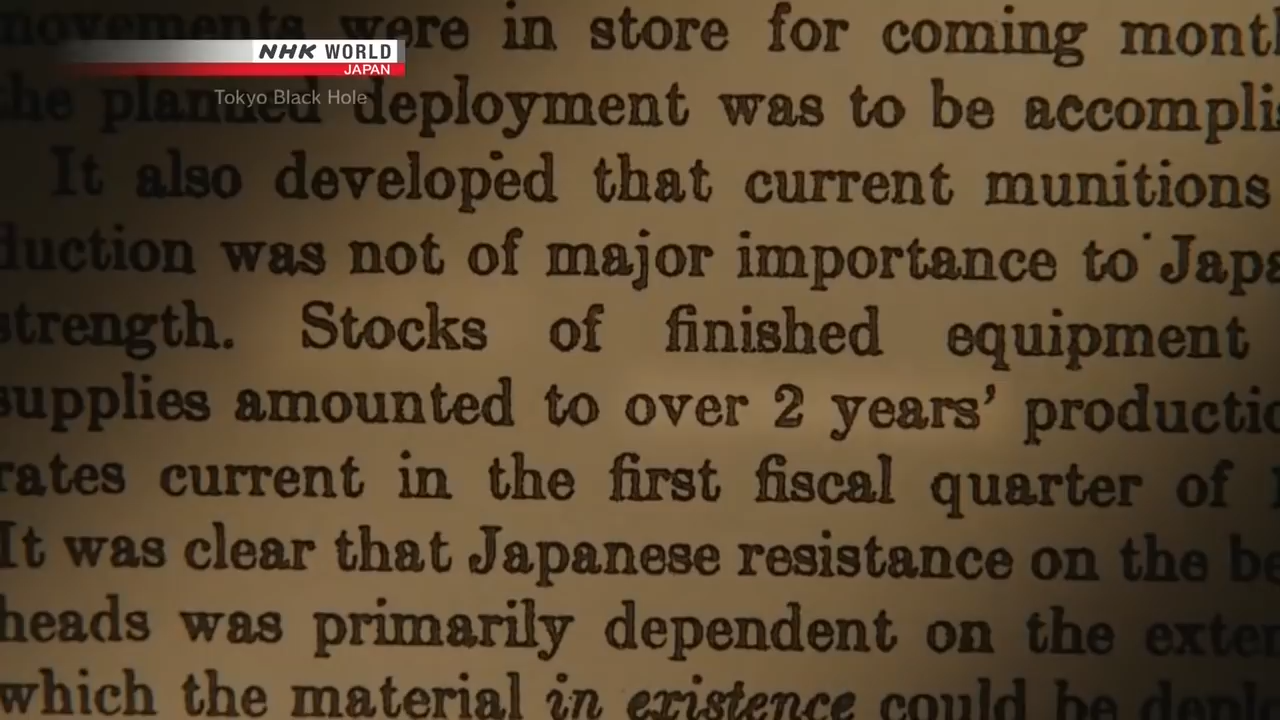 NHK WORLD
JAPAN
Tokyo Black Hole
movements were in store for coming
the planned deployment was to be
It also developed that current munitions
was not of major importance to
strength. Stocks of finished equipment
supplies amounted to over 2 years’
rates current in the first fiscal quarter of
It was clear that Japanese resistance on the
heads was primarily dependent on the
which the material in existence could be